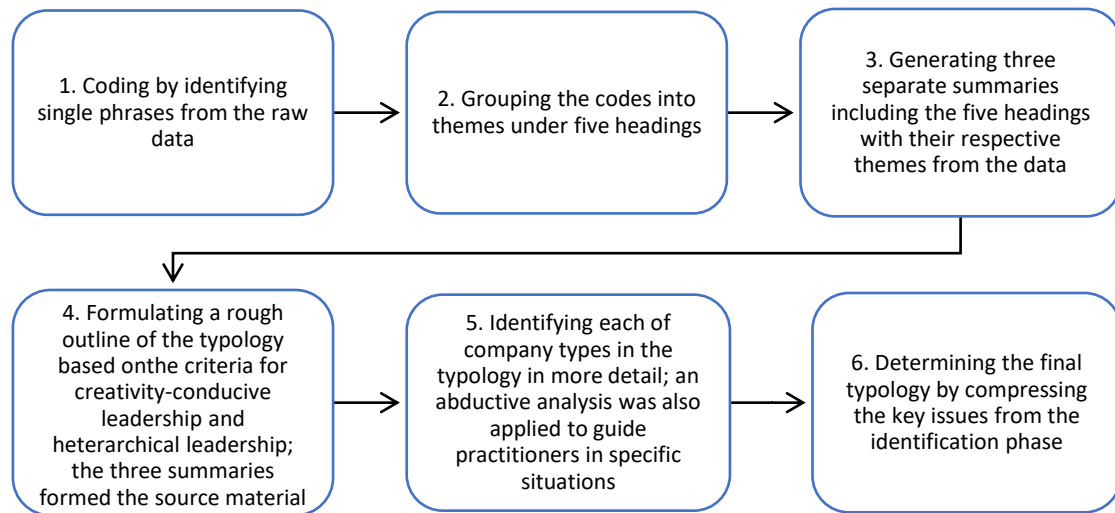 1. Coding by identifying
single phrases from the raw
data
2. Grouping the codes into
themes under five headings
3. Generating three
separate summaries
including the five headings
with their respective
themes from the data
4. Formulating a rough
outline of the typology
based onthe criteria for
creativity-conducive
leadership and
heterarchical leadership;
the three summaries
formed the source material
5. Identifying each of
company types in the
typology in more detail; an
abductive analysis was also
applied to guide
practitioners in specific
situations
6. Determining the final
typology by compressing
the key issues from the
identification phase